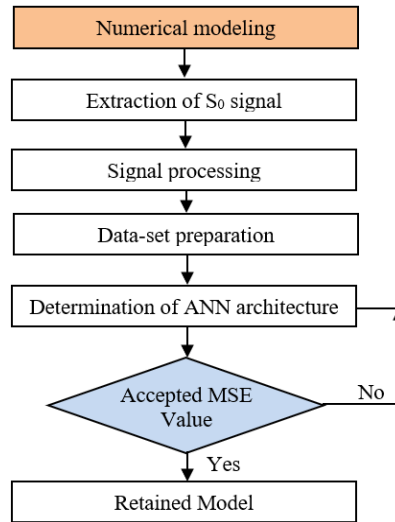 Numerical modeling
Extraction of S₀ signal
Signal processing
Data-set preparation
Determination of ANN architecture
Accepted MSE
Value
No
Yes
Retained Model